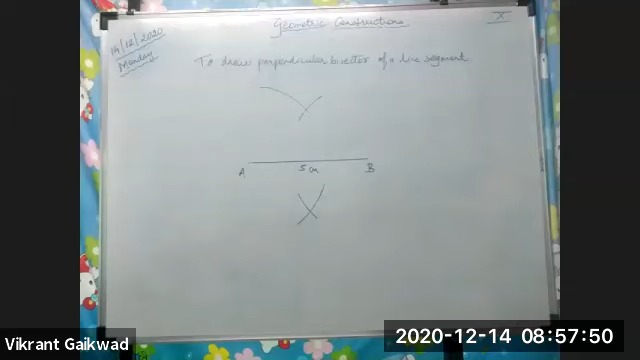 Geometric Constructions
X
14/12/2020
Monday
To draw perpendicular bisector of a line segment
A 5 cm B
Vikrant Gaikwad
2020-12-14 08:57:50